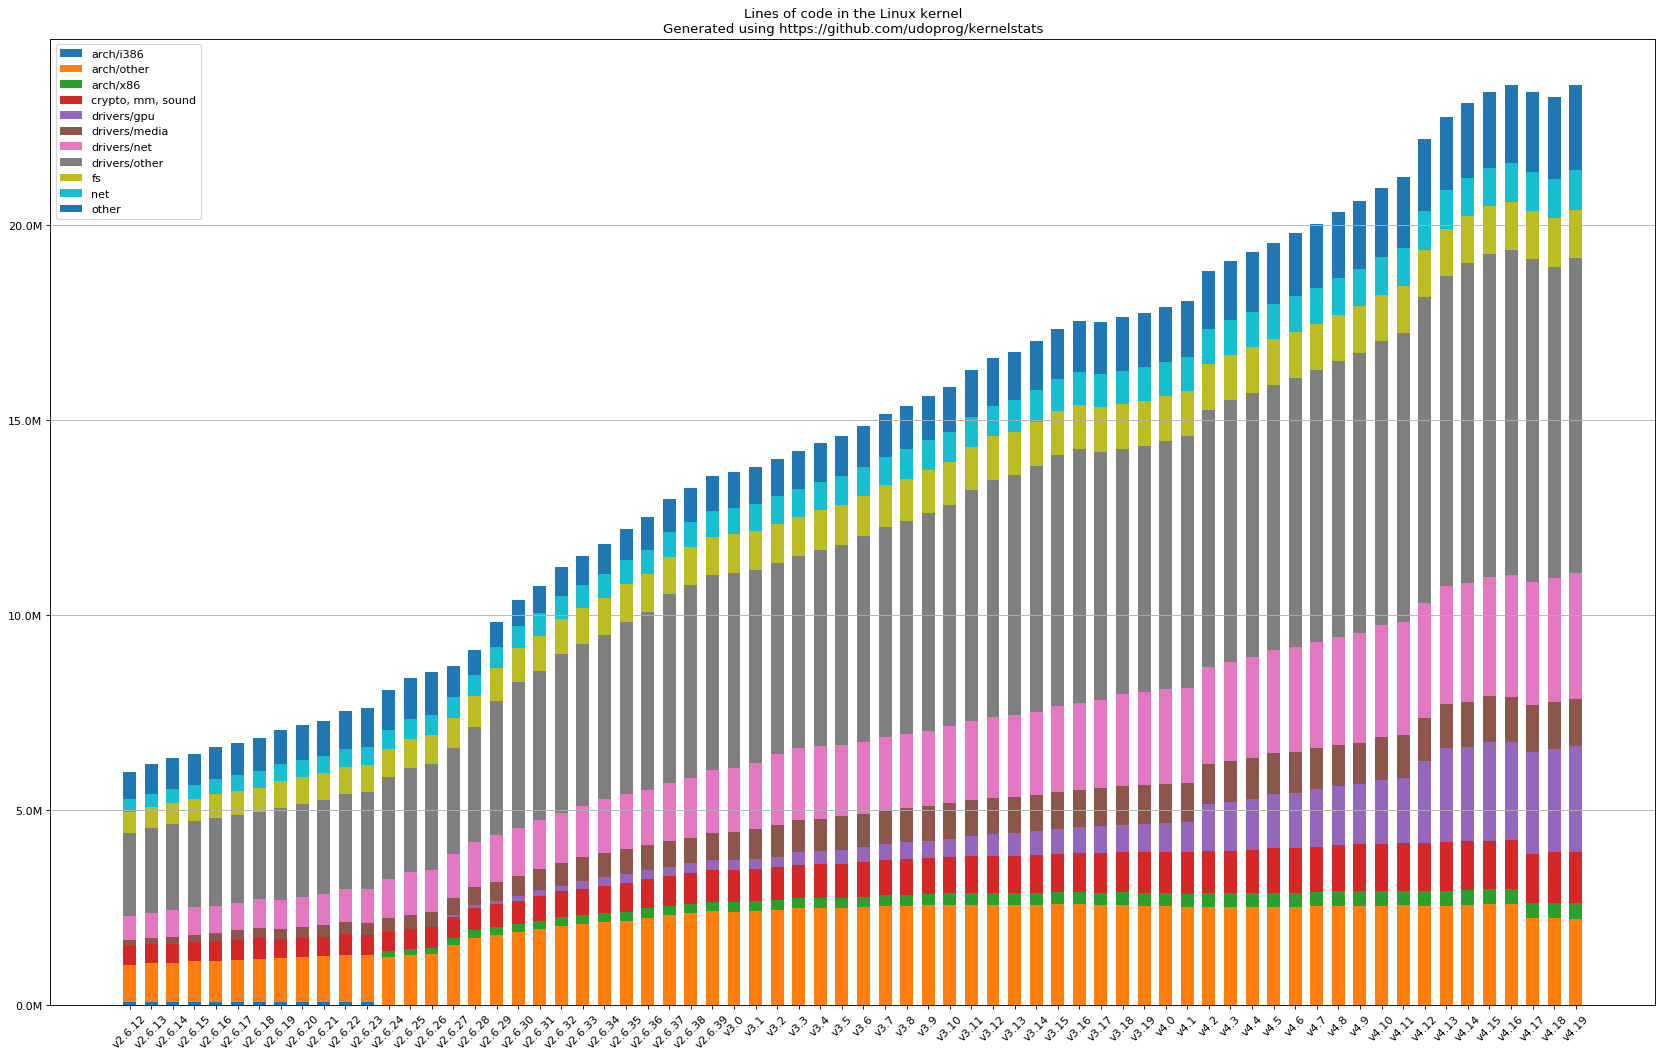 Lines of code in the Linux kernel
Generated using https://github.com/udoprog/kernelstats
arch/i386
arch/other
arch/x86
crypto, mm, sound
drivers/gpu
drivers/media
drivers/net
drivers/other
fs
net
other
20.0M
15.0M
10.0M
5.0M
0.0M
v2.6.12
v2.6.13
v2.6.14
v2.6.15
v2.6.16
v2.6.17
v2.6.18
v2.6.19
v2.6.20
v2.6.21
v2.6.22
v2.6.23
v2.6.24
v2.6.25
v2.6.26
v2.6.27
v2.6.28
v2.6.29
v2.6.30
v2.6.31
v2.6.32
v2.6.33
v2.6.34
v2.6.35
v2.6.36
v2.6.37
v2.6.38
v2.6.39
v3.0
v3.1
v3.2
v3.3
v3.4
v3.5
v3.6
v3.7
v3.8
v3.9
v3.10
v3.11
v3.12
v3.13
v3.14
v3.15
v3.16
v3.17
v3.18
v3.19
v4.0
v4.1
v4.2
v4.3
v4.4
v4.5
v4.6
v4.7
v4.8
v4.9
v4.10
v4.11
v4.12
v4.13
v4.14
v4.15
v4.16
v4.17
v4.18
v4.19